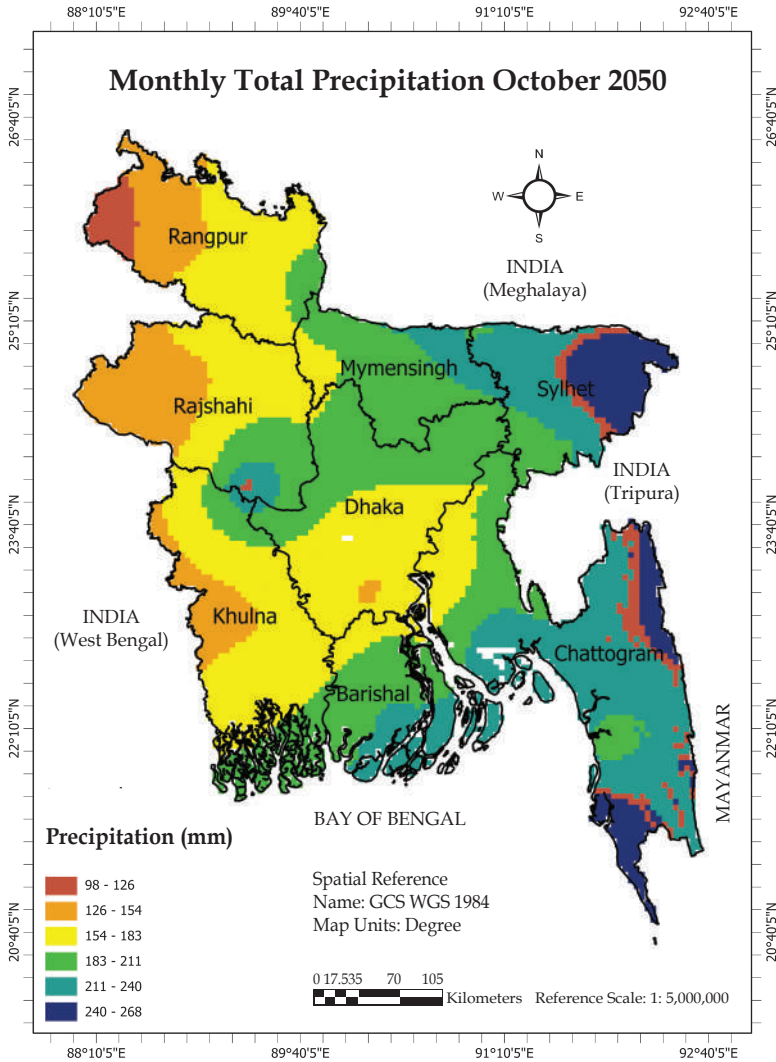 88°10'5"E 89°40'5"E 91°10'5"E 92°40'5"E
Monthly Total Precipitation October 2050
26°40'5"N 26°40'5"N
N
W E
S
Rangpur
INDIA
(Meghalaya)
25°10'5"N 25°10'5"N
Mymensingh
Sylhet
Rajshahi
INDIA
(Tripura)
Dhaka
23°40'5"N 23°40'5"N
INDIA
(West Bengal)
Khulna
Chattogram
Barishal
22°10'5"N 22°10'5"N
MAYANMAR
BAY OF BENGAL
Precipitation (mm)
98 - 126
126 - 154
154 - 183
183 - 211
211 - 240
240 - 268
Spatial Reference
Name: GCS WGS 1984
Map Units: Degree
20°40'5"N 20°40'5"N
0 17.535 70 105
Kilometers Reference Scale: 1: 5,000,000
88°10'5"E 89°40'5"E 91°10'5"E 92°40'5"E